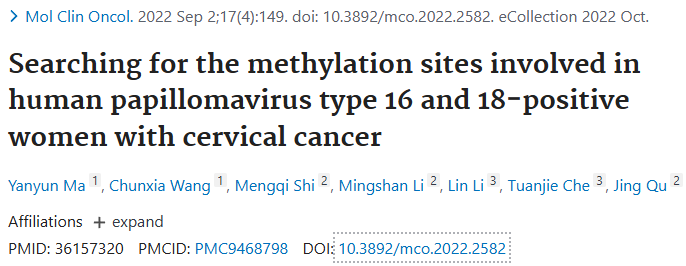 Mol Clin Oncol. 2022 Sep 2;17(4):149. doi: 10.3892/mco.2022.2582. eCollection 2022 Oct.
Searching for the methylation sites involved in
human papillomavirus type 16 and 18-positive
women with cervical cancer
Yanyun Ma 1, Chunxia Wang 1, Mengqi Shi 2, Mingshan Li 2, Lin Li 3, Tuanjie Che 3, Jing Qu 2
Affiliations + expand
PMID: 36157320 PMCID: PMC9468798 DOI: 10.3892/mco.2022.2582